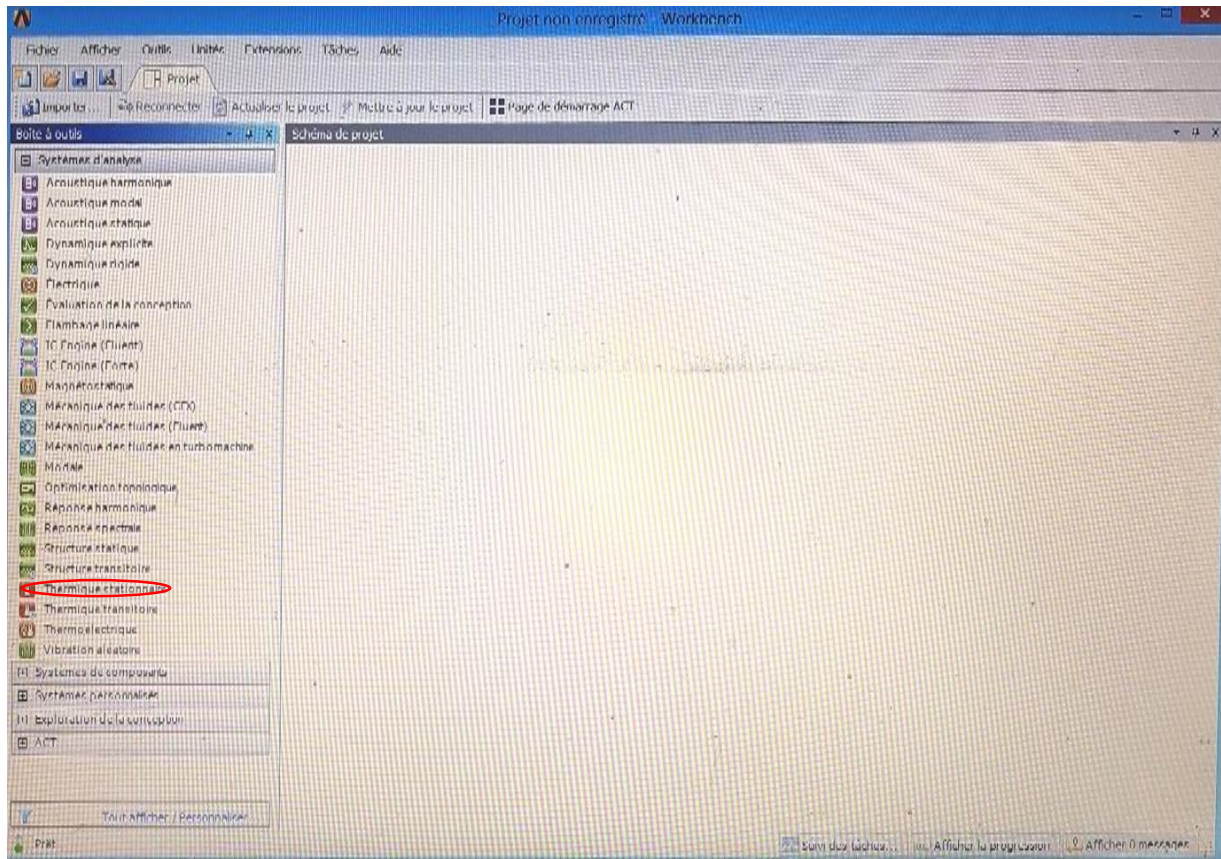 Projet non enregistré - Workbench
Fichier Afficher Outils Unités Extensions Tâches Aide
Projet
Importer... Reconnecter Actualiser le projet Mettre à jour le projet Page de démarrage ACT
Boîte à outils
Schéma de projet
Systèmes d'analyse
Acoustique harmonique
Acoustique modal
Acoustique statique
Dynamique explicite
Dynamique rigide
Électrique
Évaluation de la conception
Flambage linéaire
IC Engine (Fluent)
IC Engine (Forte)
Magnétostatique
Mécanique des fluides (CFX)
Mécanique des fluides (Fluent)
Mécanique des fluides en turbomachine
Modale
Optimisation topologique
Réponse harmonique
Réponse spectrale
Structure statique
Structure transitoire
Thermique stationnaire
Thermique transitoire
Thermoélectrique
Vibration aléatoire
Systèmes de composants
Systèmes personnalisés
Exploration de la conception
ACT
Tout afficher / Personnaliser
Prêt
Suivi des tâches... Afficher la progression Afficher 0 messages